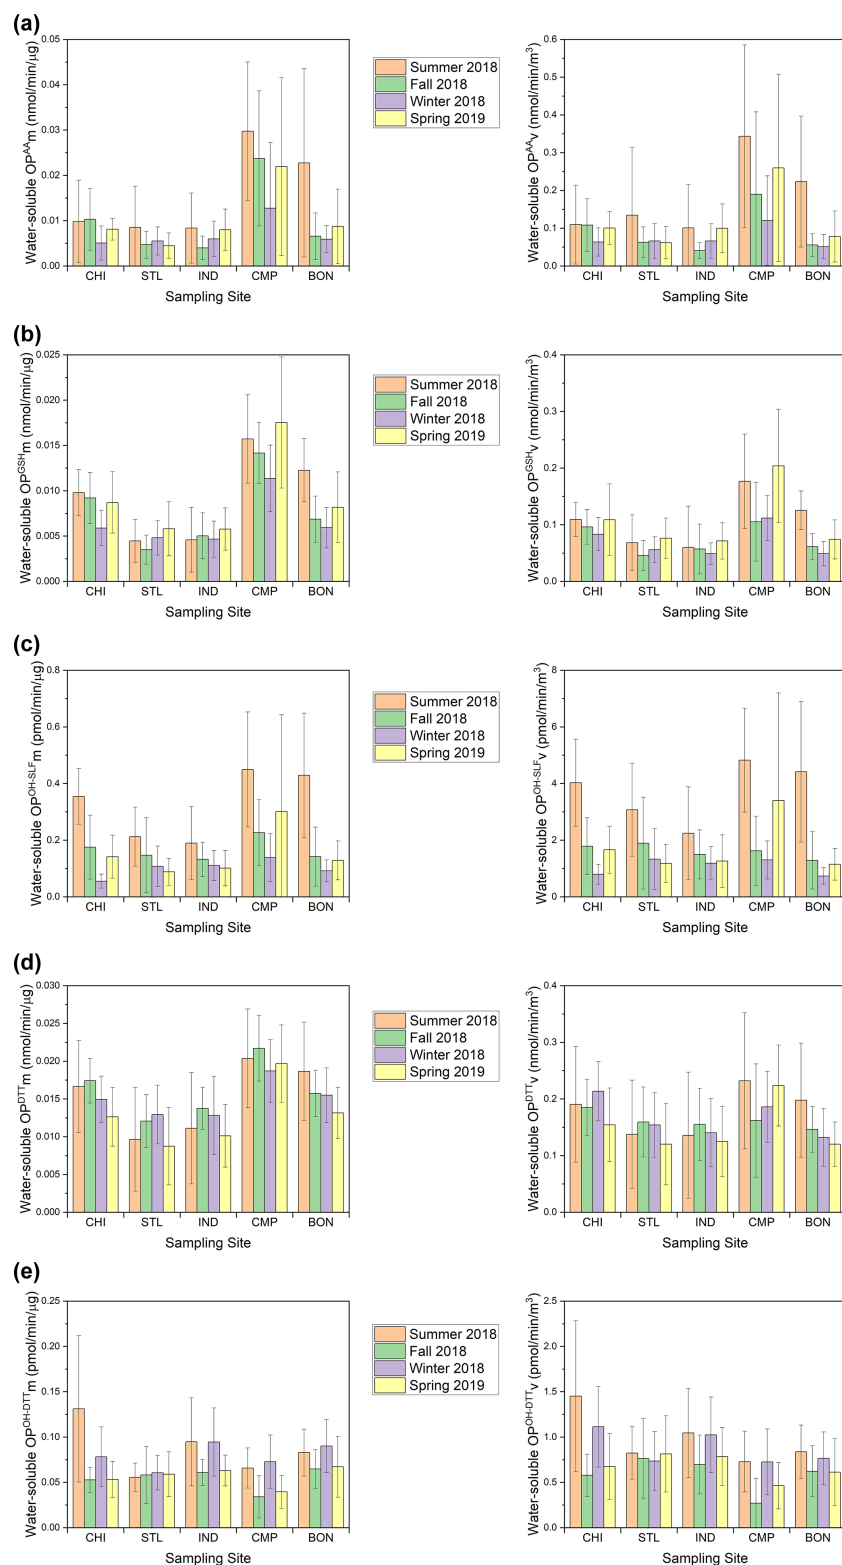 (a)
Water-soluble OP^AA m (nmol/min/μg)
0.05
0.04
0.03
0.02
0.01
0.00
CHI STL IND CMP BON
Sampling Site
Summer 2018
Fall 2018
Winter 2018
Spring 2019
Water-soluble OP^AA v (nmol/min/m³)
0.6
0.5
0.4
0.3
0.2
0.1
0.0
CHI STL IND CMP BON
Sampling Site
(b)
Water-soluble OP^GSH m (nmol/min/μg)
0.025
0.020
0.015
0.010
0.005
0.000
CHI STL IND CMP BON
Sampling Site
Summer 2018
Fall 2018
Winter 2018
Spring 2019
Water-soluble OP^GSH v (nmol/min/m³)
0.4
0.3
0.2
0.1
0.0
CHI STL IND CMP BON
Sampling Site
(c)
Water-soluble OP^OH-SLF m (pmol/min/μg)
0.8
0.6
0.4
0.2
0.0
CHI STL IND CMP BON
Sampling Site
Summer 2018
Fall 2018
Winter 2018
Spring 2019
Water-soluble OP^OH-SLF v (pmol/min/m³)
8
6
4
2
0
CHI STL IND CMP BON
Sampling Site
(d)
Water-soluble OP^DTT m (nmol/min/μg)
0.030
0.025
0.020
0.015
0.010
0.005
0.000
CHI STL IND CMP BON
Sampling Site
Summer 2018
Fall 2018
Winter 2018
Spring 2019
Water-soluble OP^DTT v (nmol/min/m³)
0.4
0.3
0.2
0.1
0.0
CHI STL IND CMP BON
Sampling Site
(e)
Water-soluble OP^OH-DTT m (pmol/min/μg)
0.25
0.20
0.15
0.10
0.05
0.00
CHI STL IND CMP BON
Sampling Site
Summer 2018
Fall 2018
Winter 2018
Spring 2019
Water-soluble OP^OH-DTT v (pmol/min/m³)
2.5
2.0
1.5
1.0
0.5
0.0
CHI STL IND CMP BON
Sampling Site